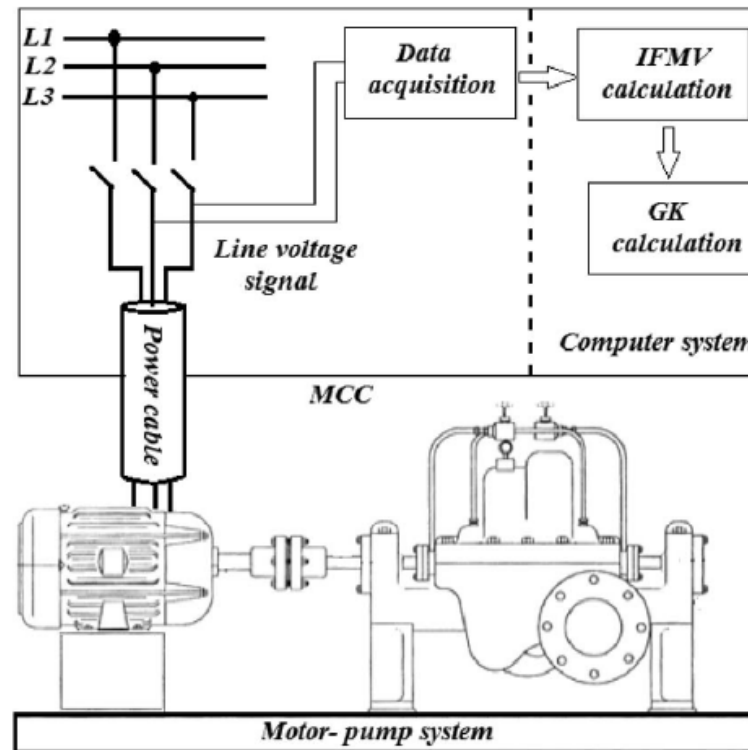 L1
L2
L3
Data
acquisition
IFMV
calculation
GK
calculation
Line voltage
signal
Computer system
Power cable
MCC
Motor- pump system